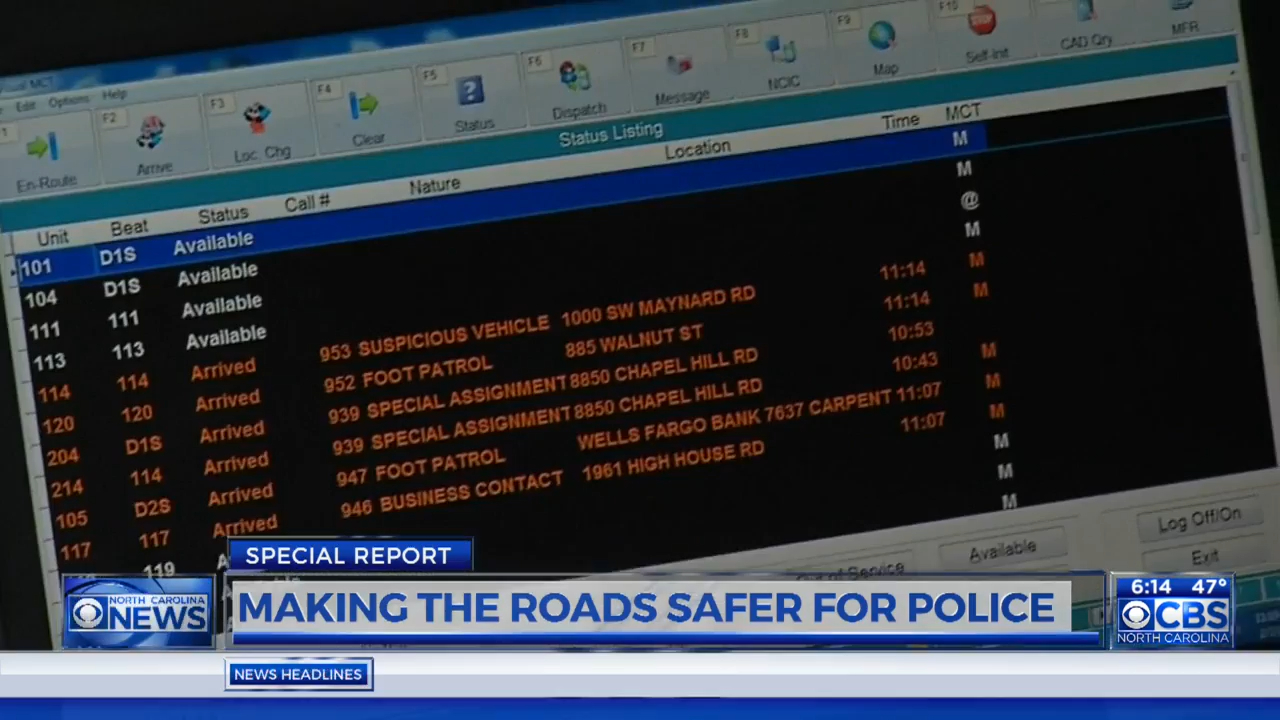 MCT
Edit Options Help
F2 F3 F4 F5 F6 F7 F8 F9 F10
En-Route Arrive Loc. Chg Clear Status Dispatch Message NCIC Map Self-Init CAD Qry MFR
STOP
Status Listing
Unit Beat Status Call # Nature Location Time MCT
101 D1S Available M
104 D1S Available M
111 111 Available @
113 113 Available M
114 114 Arrived 953 SUSPICIOUS VEHICLE 1000 SW MAYNARD RD 11:14 M
120 120 Arrived 952 FOOT PATROL 885 WALNUT ST 11:14 M
204 D1S Arrived 939 SPECIAL ASSIGNMENT 8850 CHAPEL HILL RD 10:53
214 114 Arrived 939 SPECIAL ASSIGNMENT 8850 CHAPEL HILL RD 10:43 M
105 D2S Arrived 947 FOOT PATROL WELLS FARGO BANK 7637 CARPENT 11:07 M
117 117 Arrived 946 BUSINESS CONTACT 1961 HIGH HOUSE RD 11:07 M
119 M
M
M
Out of Service Available Log Off/On
Exit
SPECIAL REPORT
NORTH CAROLINA
NEWS
MAKING THE ROADS SAFER FOR POLICE
6:14 47°
CBS
NORTH CAROLINA
NEWS HEADLINES